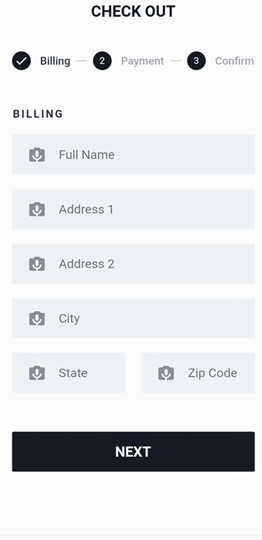 CHECK OUT
Billing 2 Payment 3 Confirm
BILLING
Full Name
Address 1
Address 2
City
State Zip Code
NEXT